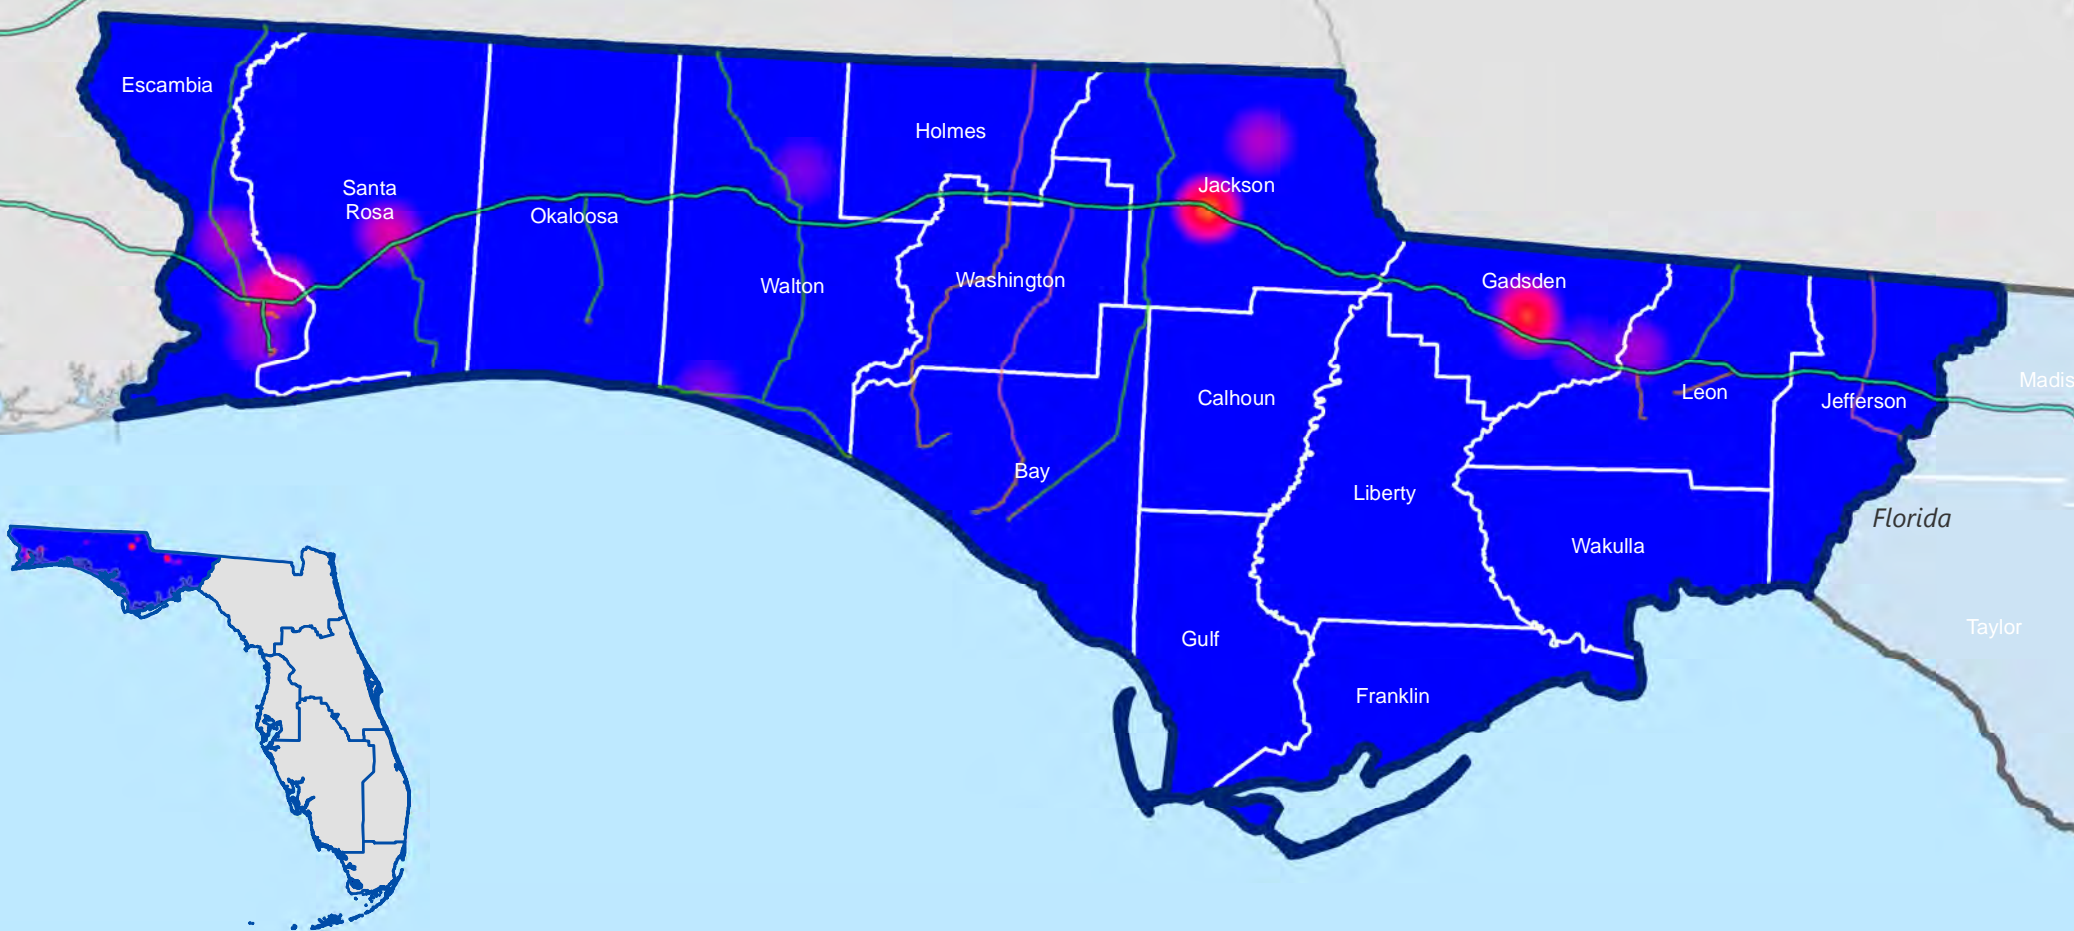 Escambia
Santa
Rosa
Okaloosa
Walton
Holmes
Washington
Bay
Jackson
Calhoun
Gulf
Liberty
Franklin
Gadsden
Leon
Wakulla
Jefferson
Madis
Florida
Taylor